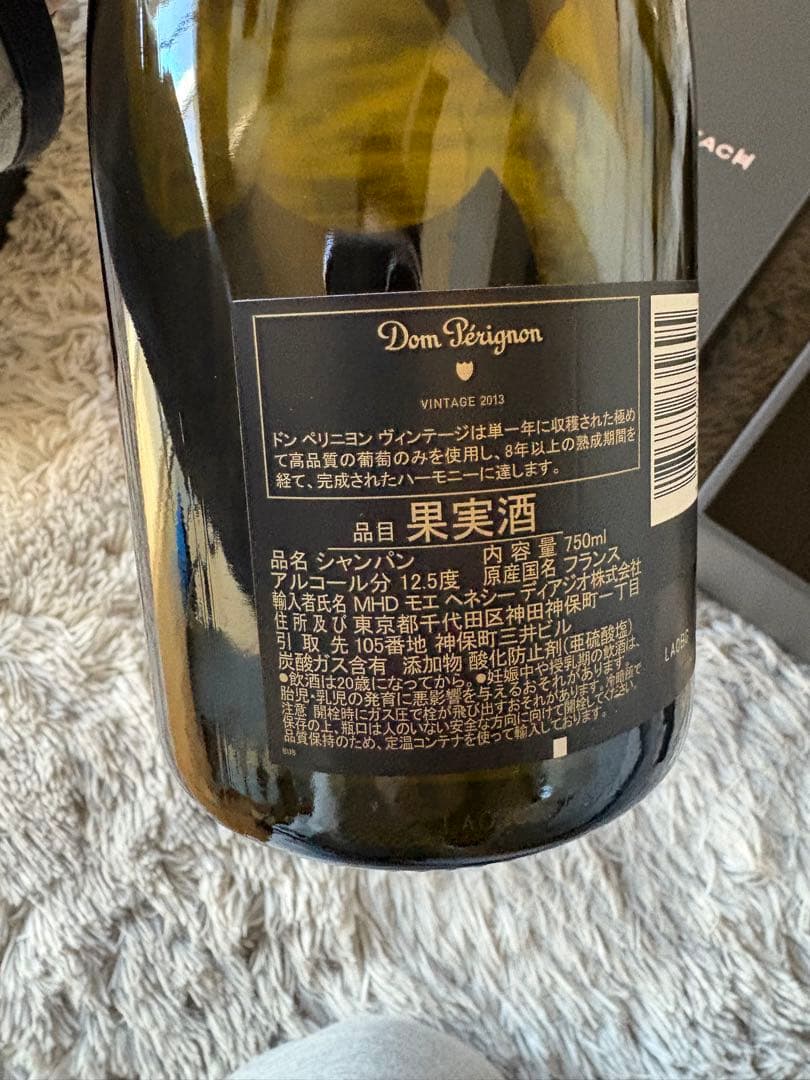 Dom Pérignon
VINTAGE 2013
ドン ペリニヨン ヴィンテージは単一年に収穫された極め
て高品質の葡萄のみを使用し、8年以上の熟成期間を
経て、完成されたハーモニーに達します。
品目 果実酒
品名 シャンパン 内容量 750ml
アルコール分 12.5度 原産国名 フランス
輸入者氏名 MHD モエ ヘネシー ディアジオ株式会社
住所及び 東京都千代田区神田神保町一丁目
引取先 105番地 神保町三井ビル
炭酸ガス含有 添加物 酸化防止剤(亜硫酸塩)
●飲酒は20歳になってから。●妊娠中や授乳期の飲酒は、
胎児・乳児の発育に悪影響を与えるおそれがあります。冷暗所で
注意 開栓時にガス圧で栓が飛び出すおそれがあります。
保存の上、瓶口は人のいない安全な方向に向けて開栓してください。
品質保持のため、定温コンテナを使って輸入しております。